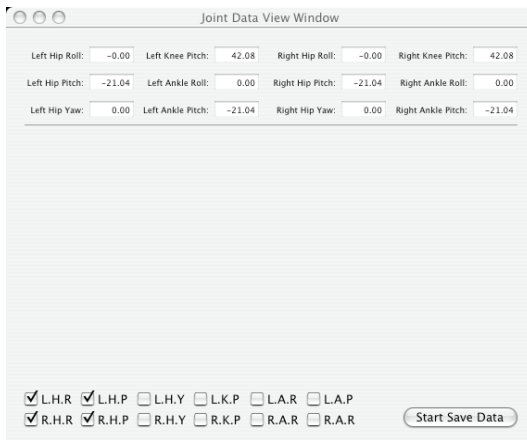 Joint Data View Window
Left Hip Roll: -0.00 Left Knee Pitch: 42.08 Right Hip Roll: -0.00 Right Knee Pitch: 42.08
Left Hip Pitch: -21.04 Left Ankle Roll: 0.00 Right Hip Pitch: -21.04 Right Ankle Roll: 0.00
Left Hip Yaw: 0.00 Left Ankle Pitch: -21.04 Right Hip Yaw: 0.00 Right Ankle Pitch: -21.04
L.H.R L.H.P L.H.Y L.K.P L.A.R L.A.P
R.H.R R.H.P R.H.Y R.K.P R.A.R R.A.R
Start Save Data